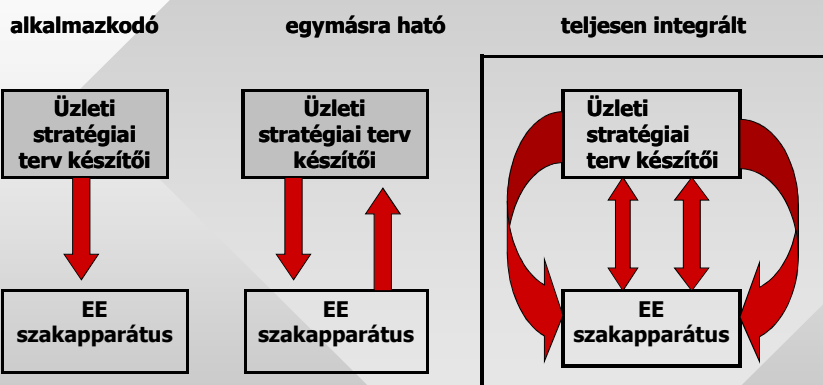 alkalmazkodó
egymásra ható
teljesen integrált
Üzleti
stratégiai
terv készítői
Üzleti
stratégiai terv
készítői
Üzleti
stratégiai
terv készítői
EE
szakapparátus
EE
szakapparátus
EE
szakapparátus